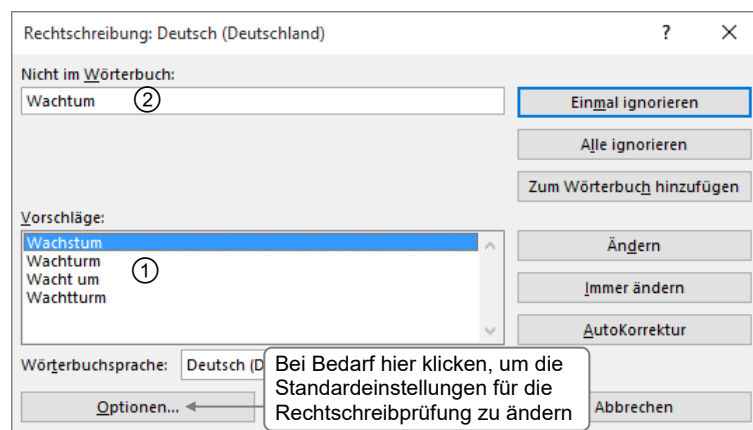 Rechtschreibung: Deutsch (Deutschland) ? ✕
Nicht im Wörterbuch:
Wachtum ②
Einmal ignorieren
Alle ignorieren
Zum Wörterbuch hinzufügen
Vorschläge:
Wachstum
Wachturm
Wacht um
Wachtturm
①
Ändern
Immer ändern
AutoKorrektur
Wörterbuchsprache: Deutsch (D
Bei Bedarf hier klicken, um die
Standardeinstellungen für die
Rechtschreibprüfung zu ändern
Optionen...
Abbrechen